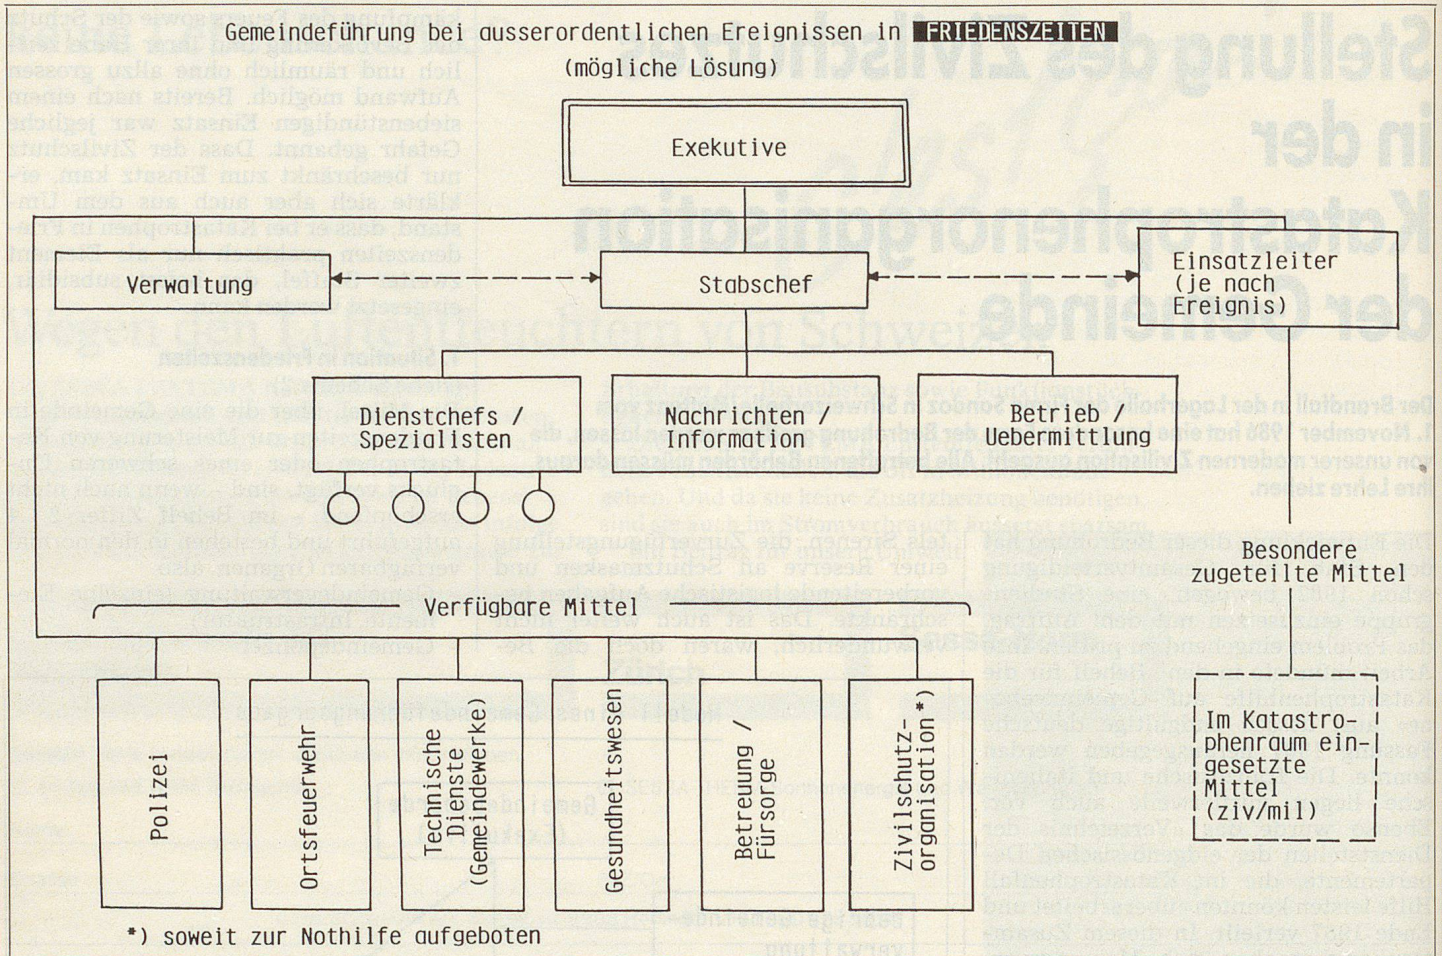 Gemeindeführung bei ausserordentlichen Ereignissen in FRIEDENSZEITEN
(mögliche Lösung)
Exekutive
Verwaltung
Stabschef
Einsatzleiter
(je nach
Ereignis)
Dienstchefs /
Spezialisten
Nachrichten /
Information
Betrieb /
Uebermittlung
Besondere
zugeteilte Mittel
Verfügbare Mittel
Polizei
Ortsfeuerwehr
Technische
Dienste
(Gemeindewerke)
Gesundheitswesen
Betreuung /
Fürsorge
Zivilschutz-
organisation *)
Im Katastro-
phenraum ein-
gesetzte
Mittel
(ziv/mil)
*) soweit zur Nothilfe aufgeboten